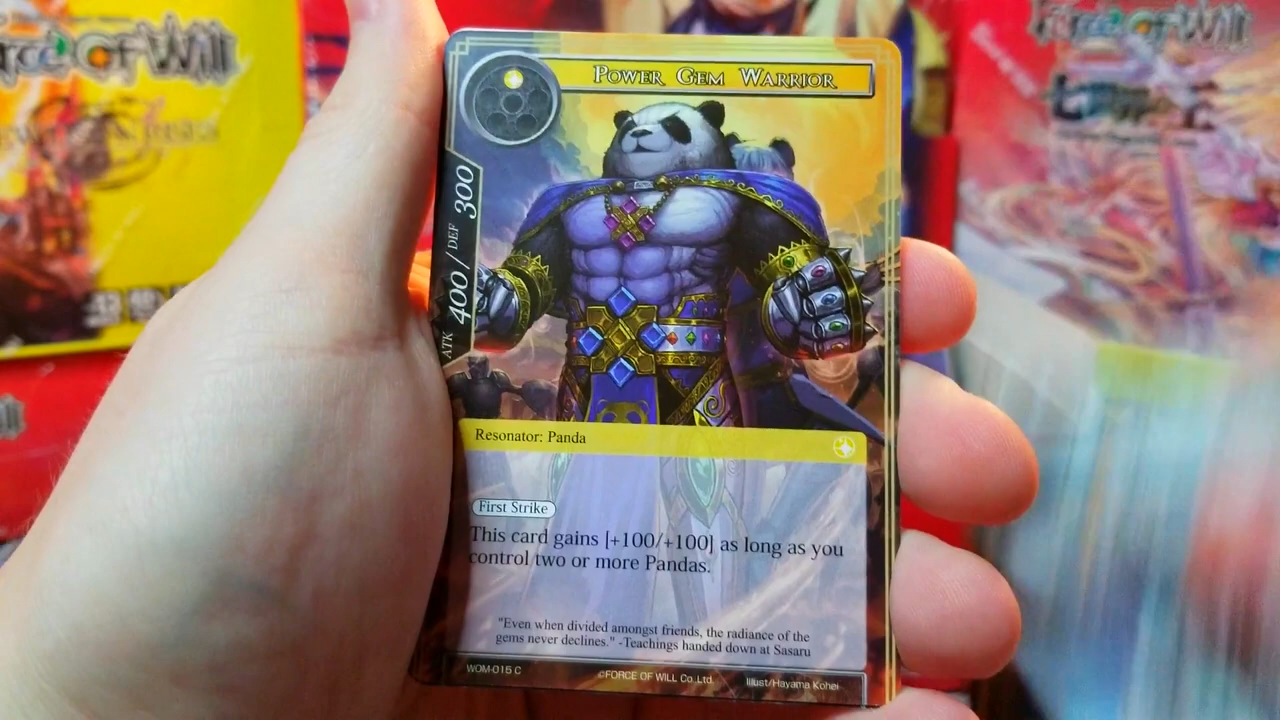 Force Of Will
Force Of Will
Power Gem Warrior
ATK 400 / DEF 300
Resonator: Panda
First Strike
This card gains [+100/+100] as long as you
control two or more Pandas.
"Even when divided amongst friends, the radiance of the
gems never declines." -Teachings handed down at Sasaru
WOM-015 C
©FORCE OF WILL Co.,Ltd.
Illust/Hayama Kohei